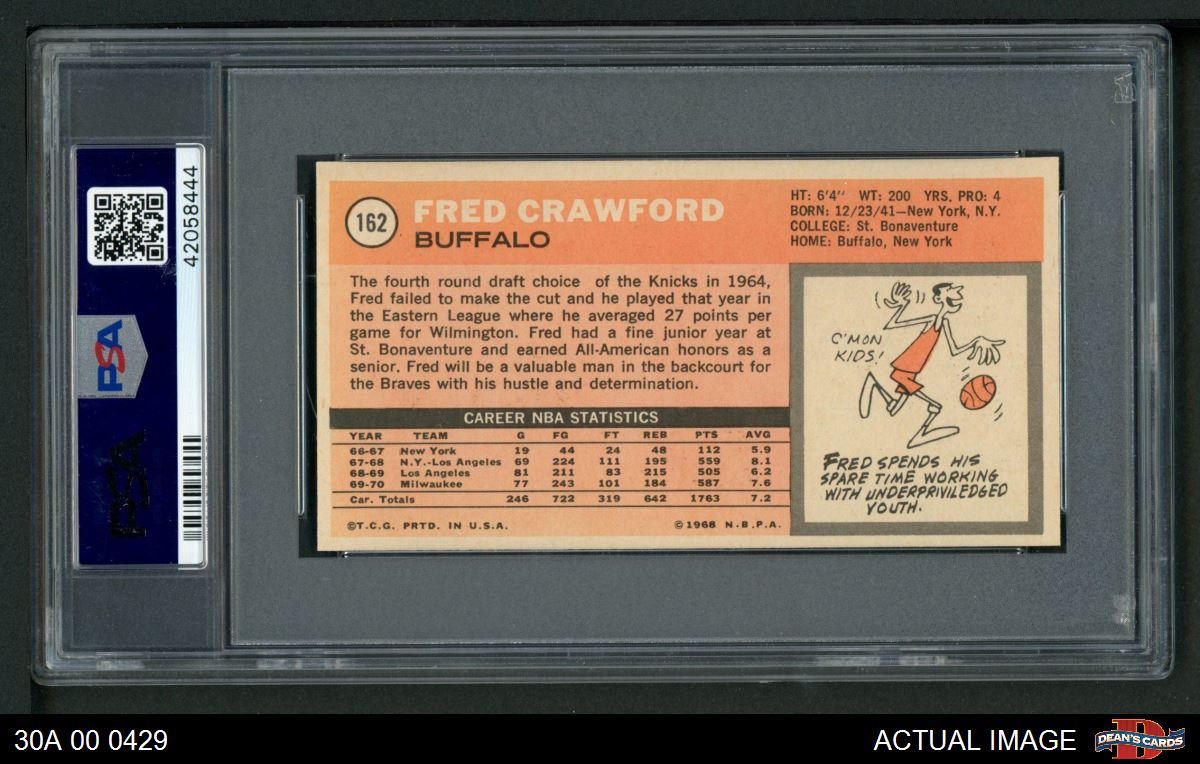 42058444
PSA
PSA
162
FRED CRAWFORD
BUFFALO
HT: 6'4" WT: 200 YRS. PRO: 4
BORN: 12/23/41—New York, N.Y.
COLLEGE: St. Bonaventure
HOME: Buffalo, New York
The fourth round draft choice of the Knicks in 1964,
Fred failed to make the cut and he played that year in
the Eastern League where he averaged 27 points per
game for Wilmington. Fred had a fine junior year at
St. Bonaventure and earned All-American honors as a
senior. Fred will be a valuable man in the backcourt for
the Braves with his hustle and determination.
CAREER NBA STATISTICS
YEAR TEAM G FG FT REB PTS AVG
66-67 New York 19 44 24 48 112 5.9
67-68 N.Y.-Los Angeles 69 224 111 195 559 8.1
68-69 Los Angeles 81 211 83 215 505 6.2
69-70 Milwaukee 77 243 101 184 587 7.6
Car. Totals 246 722 319 642 1763 7.2
©T.C.G. PRTD. IN U.S.A. ©1968 N.B.P.A.
C'MON
KIDS!
FRED SPENDS HIS
SPARE TIME WORKING
WITH UNDERPRIVILEDGED
YOUTH.
30A 00 0429
ACTUAL IMAGE
DEAN'S CARDS